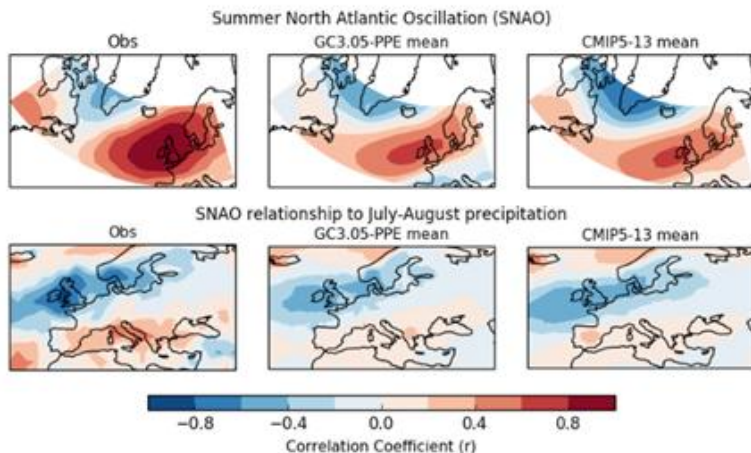 Summer North Atlantic Oscillation (SNAO)
Obs GC3.05-PPE mean CMIP5-13 mean
SNAO relationship to July-August precipitation
Obs GC3.05-PPE mean CMIP5-13 mean
−0.8 −0.4 0.0 0.4 0.8
Correlation Coefficient (r)